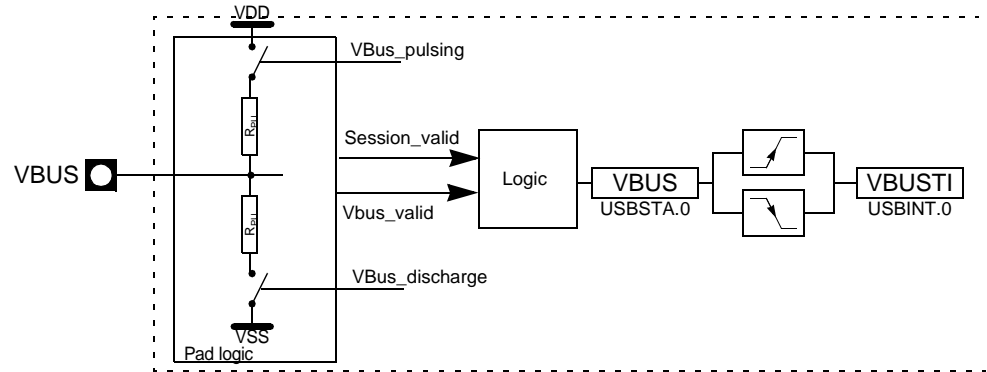 VDD
VBus_pulsing
RPU
Session_valid
VBUS
Logic
VBUS
VBUSTI
USBSTA.0
USBINT.0
Vbus_valid
RPU
VBus_discharge
VSS
Pad logic